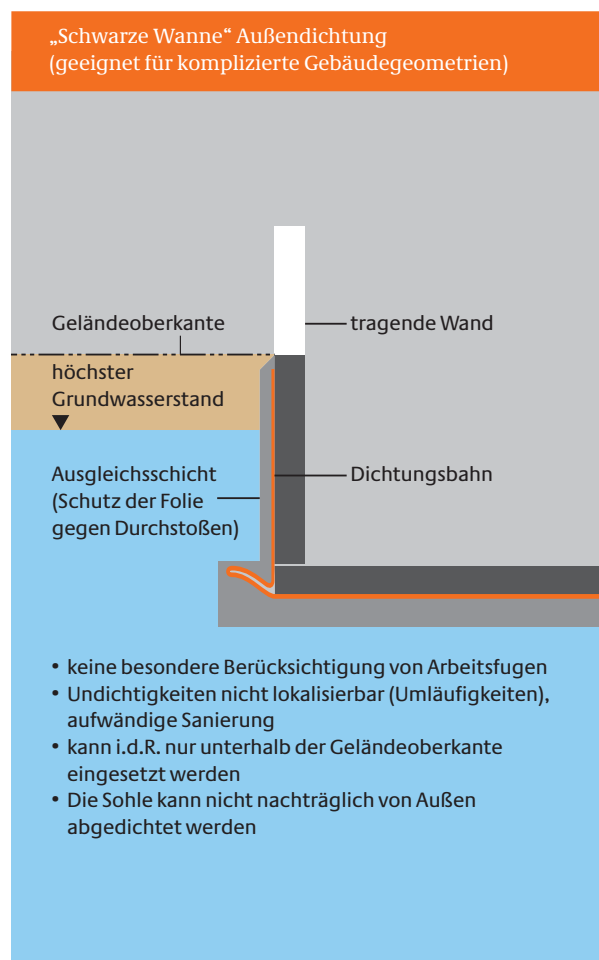 „Schwarze Wanne“ Außendichtung
(geeignet für komplizierte Gebäudegeometrien)
Geländeoberkante
tragende Wand
höchster
Grundwasserstand
Ausgleichsschicht
(Schutz der Folie
gegen Durchstoßen)
Dichtungsbahn
• keine besondere Berücksichtigung von Arbeitsfugen
• Undichtigkeiten nicht lokalisierbar (Umläufigkeiten),
aufwändige Sanierung
• kann i.d.R. nur unterhalb der Geländeoberkante
eingesetzt werden
• Die Sohle kann nicht nachträglich von Außen
abgedichtet werden